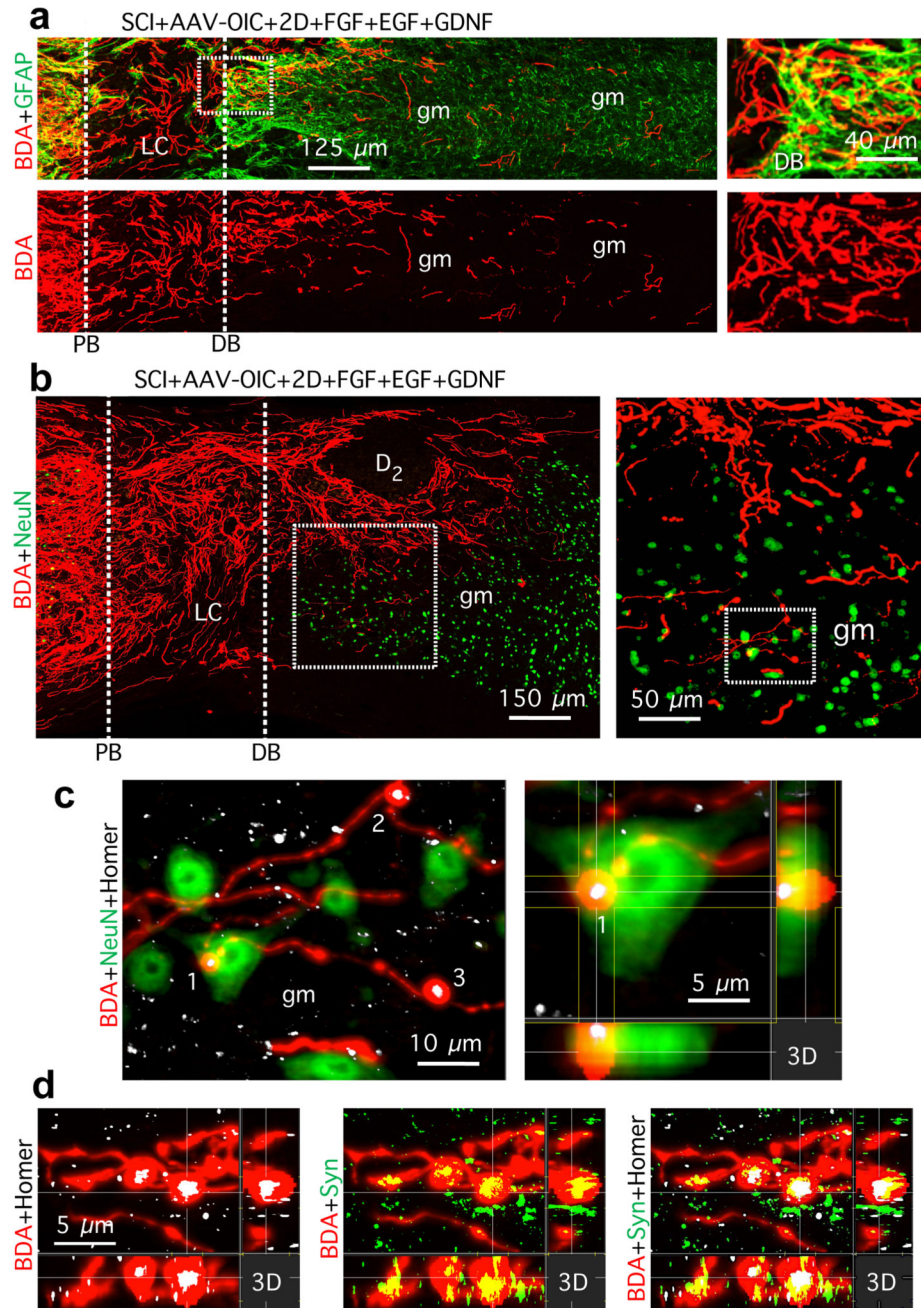 a
SCI+AAV-OIC+2D+FGF+EGF+GDNF
BDA+GFAP
LC
125 µm
gm
gm
DB
40 µm
BDA
gm
gm
PB
DB
b
SCI+AAV-OIC+2D+FGF+EGF+GDNF
BDA+NeuN
D2
LC
gm
150 µm
gm
50 µm
PB
DB
c
BDA+NeuN+Homer
2
1
3
gm
10 µm
1
5 µm
3D
d
BDA+Homer
5 µm
3D
BDA+Syn
3D
BDA+Syn+Homer
3D